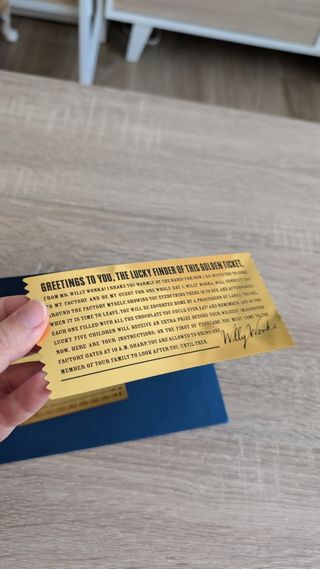 GREETINGS TO YOU, THE LUCKY FINDER OF THIS GOLDEN TICKET,
FROM MR. WILLY WONKA! I SHAKE YOU WARMLY BY THE HAND! FOR NOW I DO INVITE YOU TO COME
TO MY FACTORY AND BE MY GUEST FOR ONE WHOLE DAY. I, WILLY WONKA, WILL CONDUCT YOU
ROUND THE FACTORY MYSELF, SHOWING YOU EVERYTHING THERE IS TO SEE, AND AFTERWARDS,
WHEN IT IS TIME TO LEAVE, YOU WILL BE ESCORTED HOME BY A PROCESSION OF LARGE TRUCKS,
EACH ONE FILLED WITH ALL THE CHOCOLATE YOU COULD EVER EAT! AND REMEMBER, ONE OF THE
LUCKY FIVE CHILDREN WILL RECEIVE AN EXTRA PRIZE BEYOND YOUR WILDEST IMAGINATION.
NOW, HERE ARE YOUR INSTRUCTIONS: ON THE FIRST OF YOU MUST COME TO THE
FACTORY GATES AT 10 A.M. SHARP. YOU ARE ALLOWED TO BRING ONE
MEMBER OF YOUR FAMILY TO LOOK AFTER YOU. UNTIL THEN,
Willy Wonka